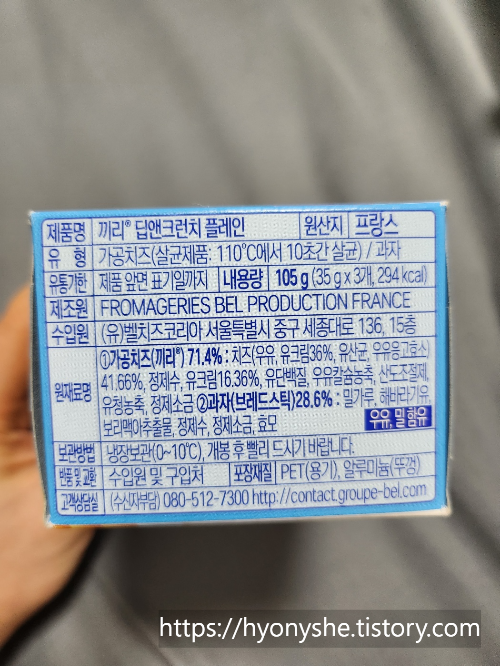 제품명 끼리® 딥앤크런치 플레인 원산지 프랑스
유 형 가공치즈(살균제품: 110℃에서 10초간 살균) / 과자
유통기한 제품 앞면 표기일까지 내용량 105 g (35 g x 3개, 294 kcal)
제조원 FROMAGERIES BEL PRODUCTION FRANCE
수입원 (유)벨치즈코리아 서울특별시 중구 세종대로 136, 15층
원재료명 ①가공치즈(끼리®) 71.4% : 치즈(우유, 유크림36%, 유산균, 우유응고효소)
41.66%, 정제수, 유크림16.36%, 유단백질, 우유칼슘농축, 산도조절제,
유청농축, 정제소금 ②과자(브레드스틱)28.6% : 밀가루, 해바라기유,
보리맥아추출물, 정제수, 정제소금, 효모 우유, 밀 함유
보관방법 냉장보관(0~10℃), 개봉 후 빨리 드시기 바랍니다.
반품 및 교환 수입원 및 구입처 포장재질 PET(용기), 알루미늄(뚜껑)
고객상담실 (수신자부담) 080-512-7300 http://contact.groupe-bel.com
https://hyonyshe.tistory.com